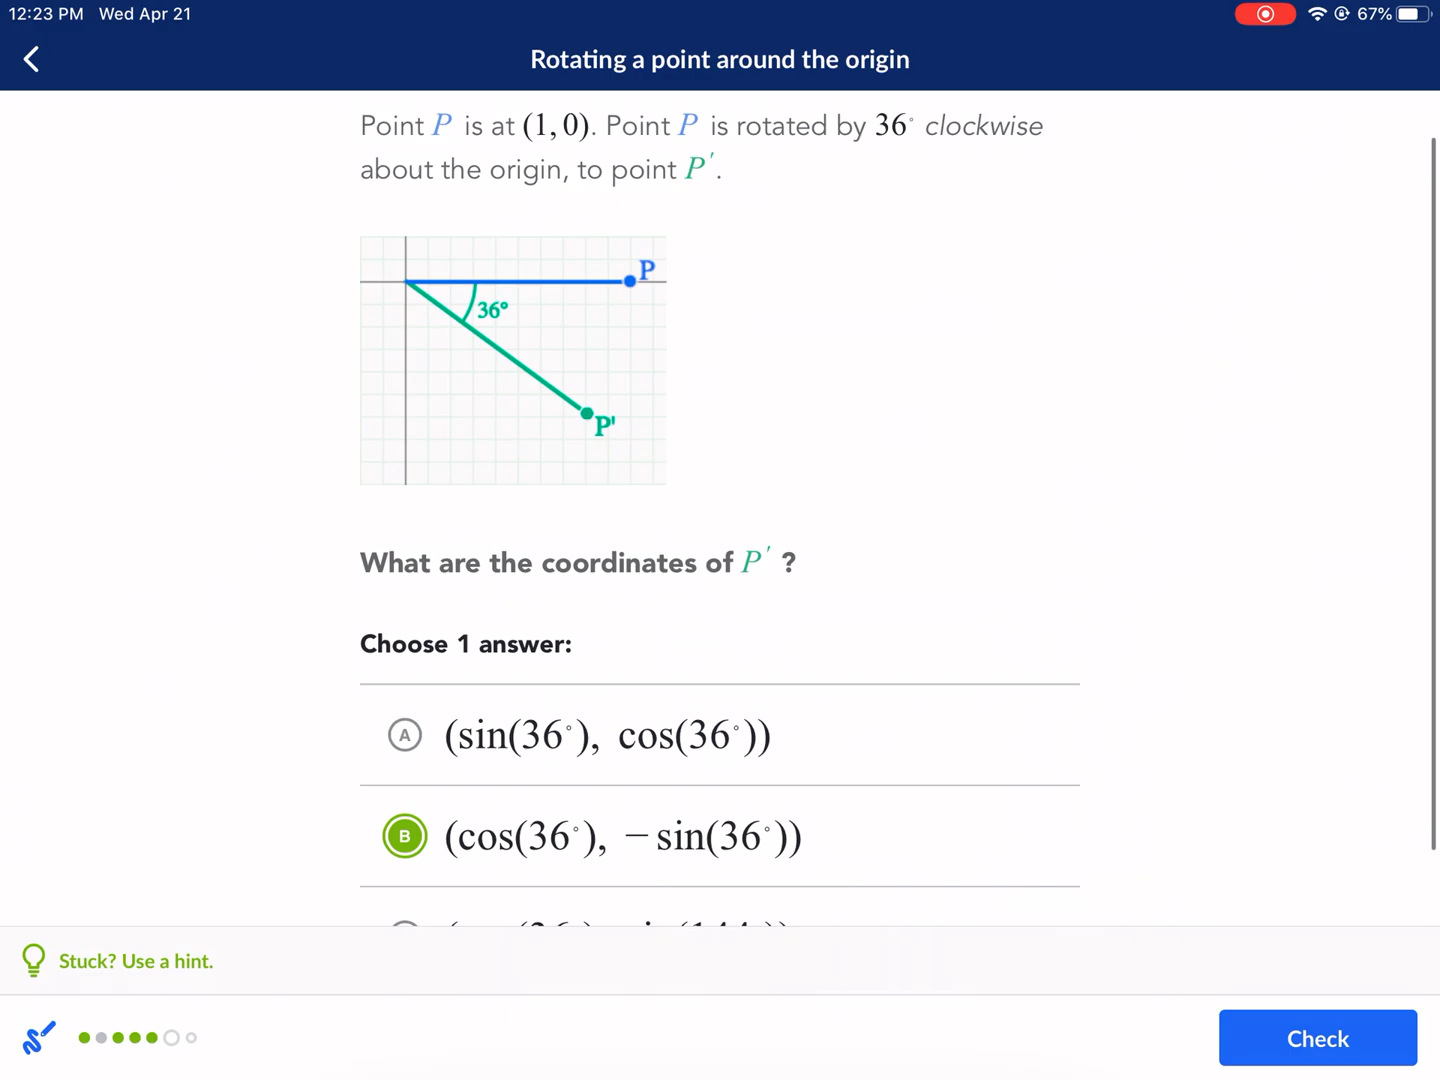 12:23 PM Wed Apr 21
67%
Rotating a point around the origin
Point P is at (1, 0). Point P is rotated by 36° clockwise
about the origin, to point P′.
P
36°
P'
What are the coordinates of P′ ?
Choose 1 answer:
A (sin(36°), cos(36°))
B (cos(36°), −sin(36°))
Stuck? Use a hint.
Check